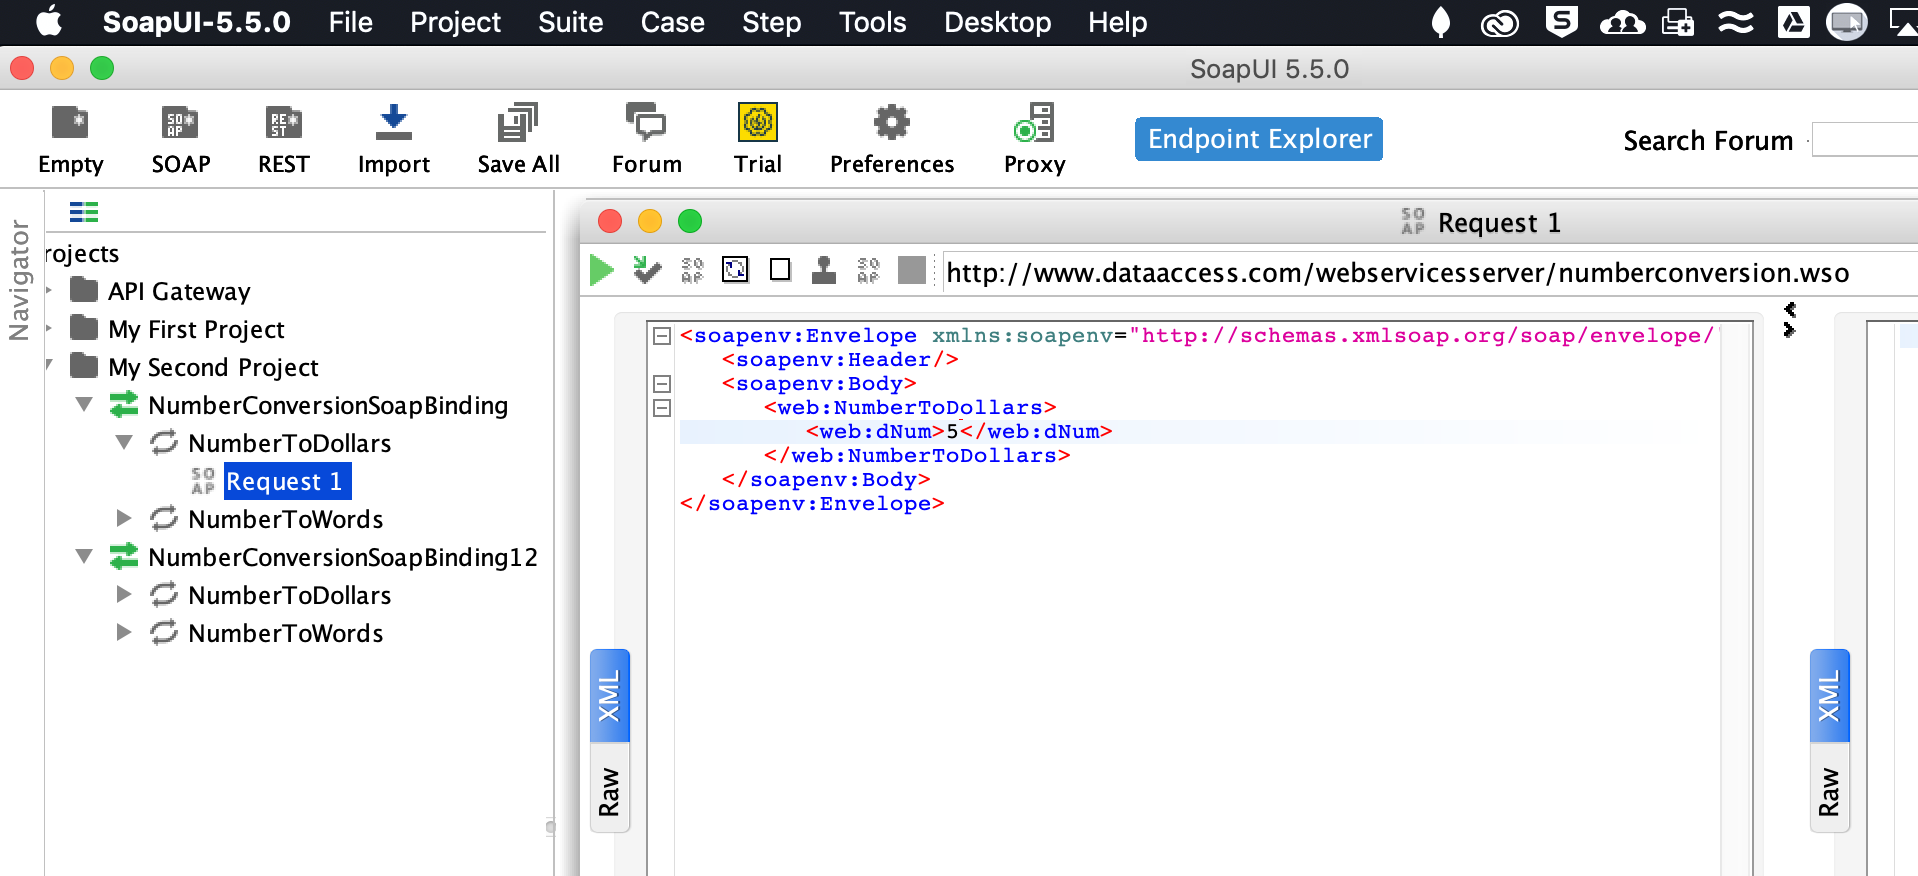 SoapUI-5.5.0 File Project Suite Case Step Tools Desktop Help
SoapUI 5.5.0
Empty SOAP REST Import Save All Forum Trial Preferences Proxy Endpoint Explorer Search Forum
Navigator
rojects
API Gateway
My First Project
My Second Project
NumberConversionSoapBinding
NumberToDollars
SOAP Request 1
NumberToWords
NumberConversionSoapBinding12
NumberToDollars
NumberToWords
SOAP Request 1
http://www.dataaccess.com/webservicesserver/numberconversion.wso
<soapenv:Envelope xmlns:soapenv="http://schemas.xmlsoap.org/soap/envelope/"
<soapenv:Header/>
<soapenv:Body>
<web:NumberToDollars>
<web:dNum>5</web:dNum>
</web:NumberToDollars>
</soapenv:Body>
</soapenv:Envelope>
XML
Raw
XML
Raw